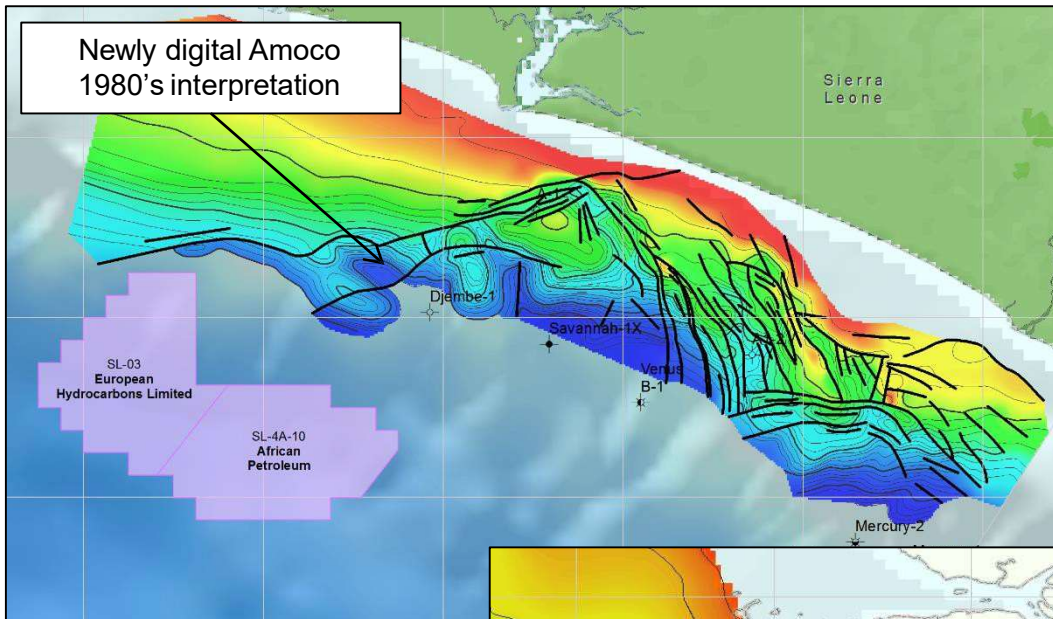 Newly digital Amoco
1980's interpretation
Sierra
Leone
A-1
Djembe-1
Savannah-1X
Venus
B-1
SL-03
European
Hydrocarbons Limited
SL-4A-10
African
Petroleum
Mercury-2